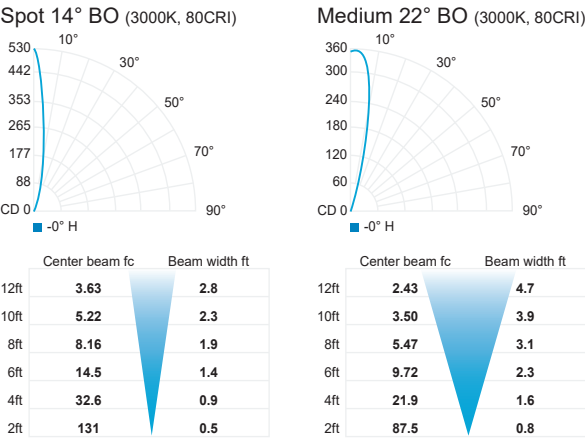 Spot 14° BO (3000K, 80CRI)
530
10°
442
30°
353
50°
265
177
70°
88
CD 0
90°
-0° H
Center beam fc Beam width ft
12ft 3.63 2.8
10ft 5.22 2.3
8ft 8.16 1.9
6ft 14.5 1.4
4ft 32.6 0.9
2ft 131 0.5
Medium 22° BO (3000K, 80CRI)
360
10°
300
30°
240
50°
180
120
70°
60
CD 0
90°
-0° H
Center beam fc Beam width ft
12ft 2.43 4.7
10ft 3.50 3.9
8ft 5.47 3.1
6ft 9.72 2.3
4ft 21.9 1.6
2ft 87.5 0.8